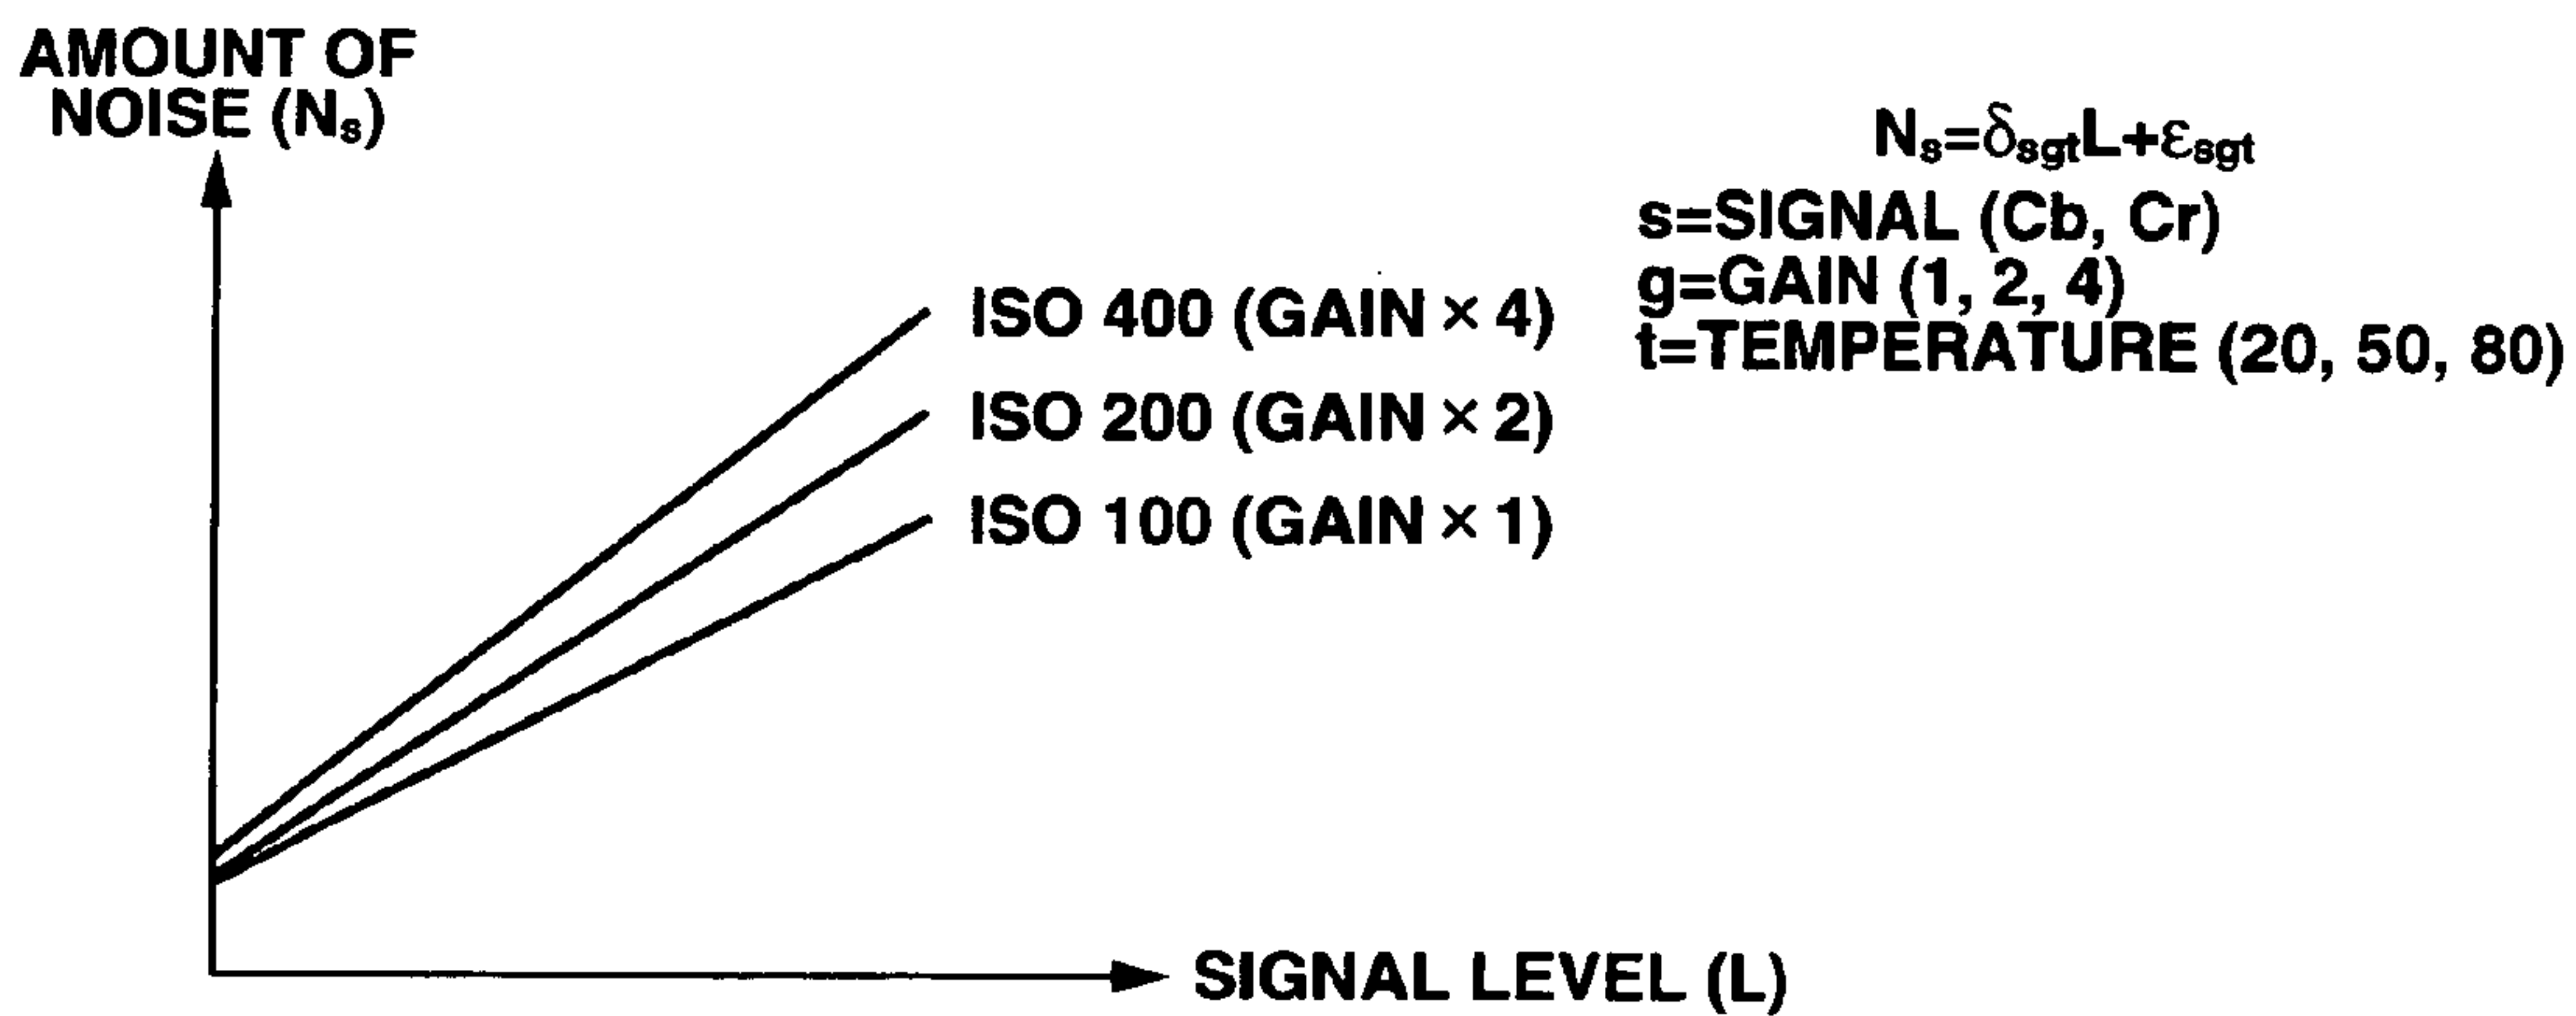 AMOUNT OF
NOISE (Ns)
Ns=δsgtL+εsgt
s=SIGNAL (Cb, Cr)
g=GAIN (1, 2, 4)
t=TEMPERATURE (20, 50, 80)
ISO 400 (GAIN × 4)
ISO 200 (GAIN × 2)
ISO 100 (GAIN × 1)
SIGNAL LEVEL (L)